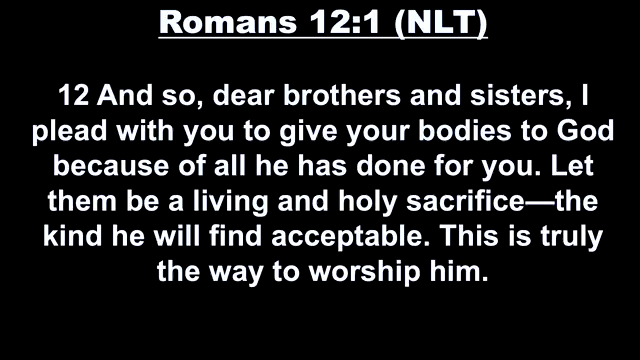 Romans 12:1 (NLT)
12 And so, dear brothers and sisters, I
plead with you to give your bodies to God
because of all he has done for you. Let
them be a living and holy sacrifice—the
kind he will find acceptable. This is truly
the way to worship him.